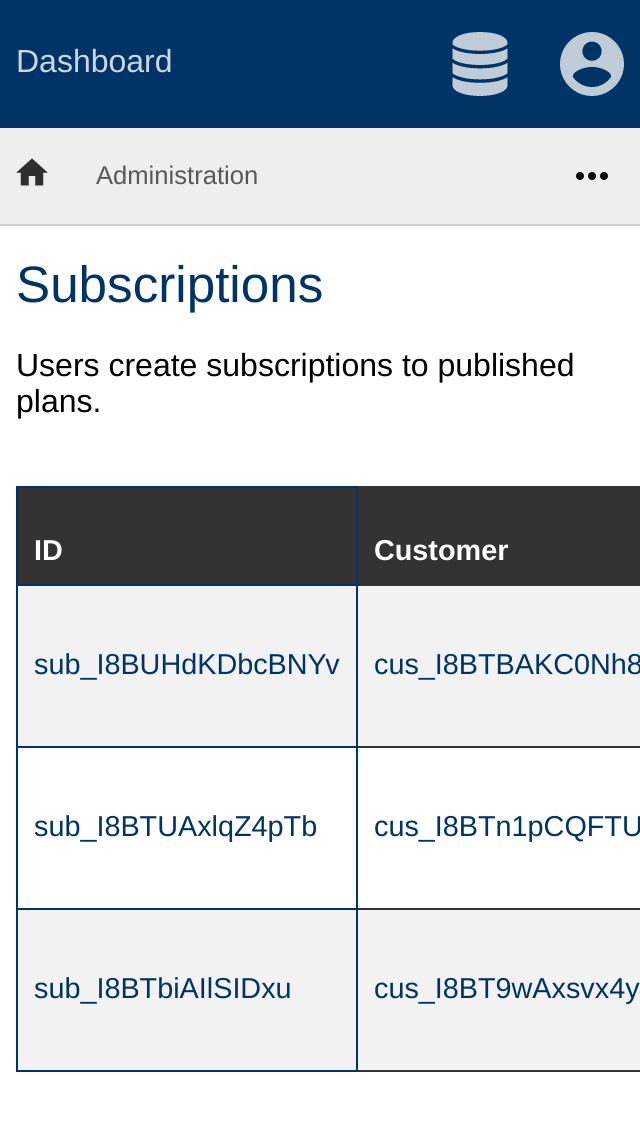 Dashboard
Administration
Subscriptions
Users create subscriptions to published
plans.
ID Customer
sub_I8BUHdKDbcBNYv cus_I8BTBAKC0Nh8
sub_I8BTUAxlqZ4pTb cus_I8BTn1pCQFTU
sub_I8BTbiAIlSIDxu cus_I8BT9wAxsvx4y